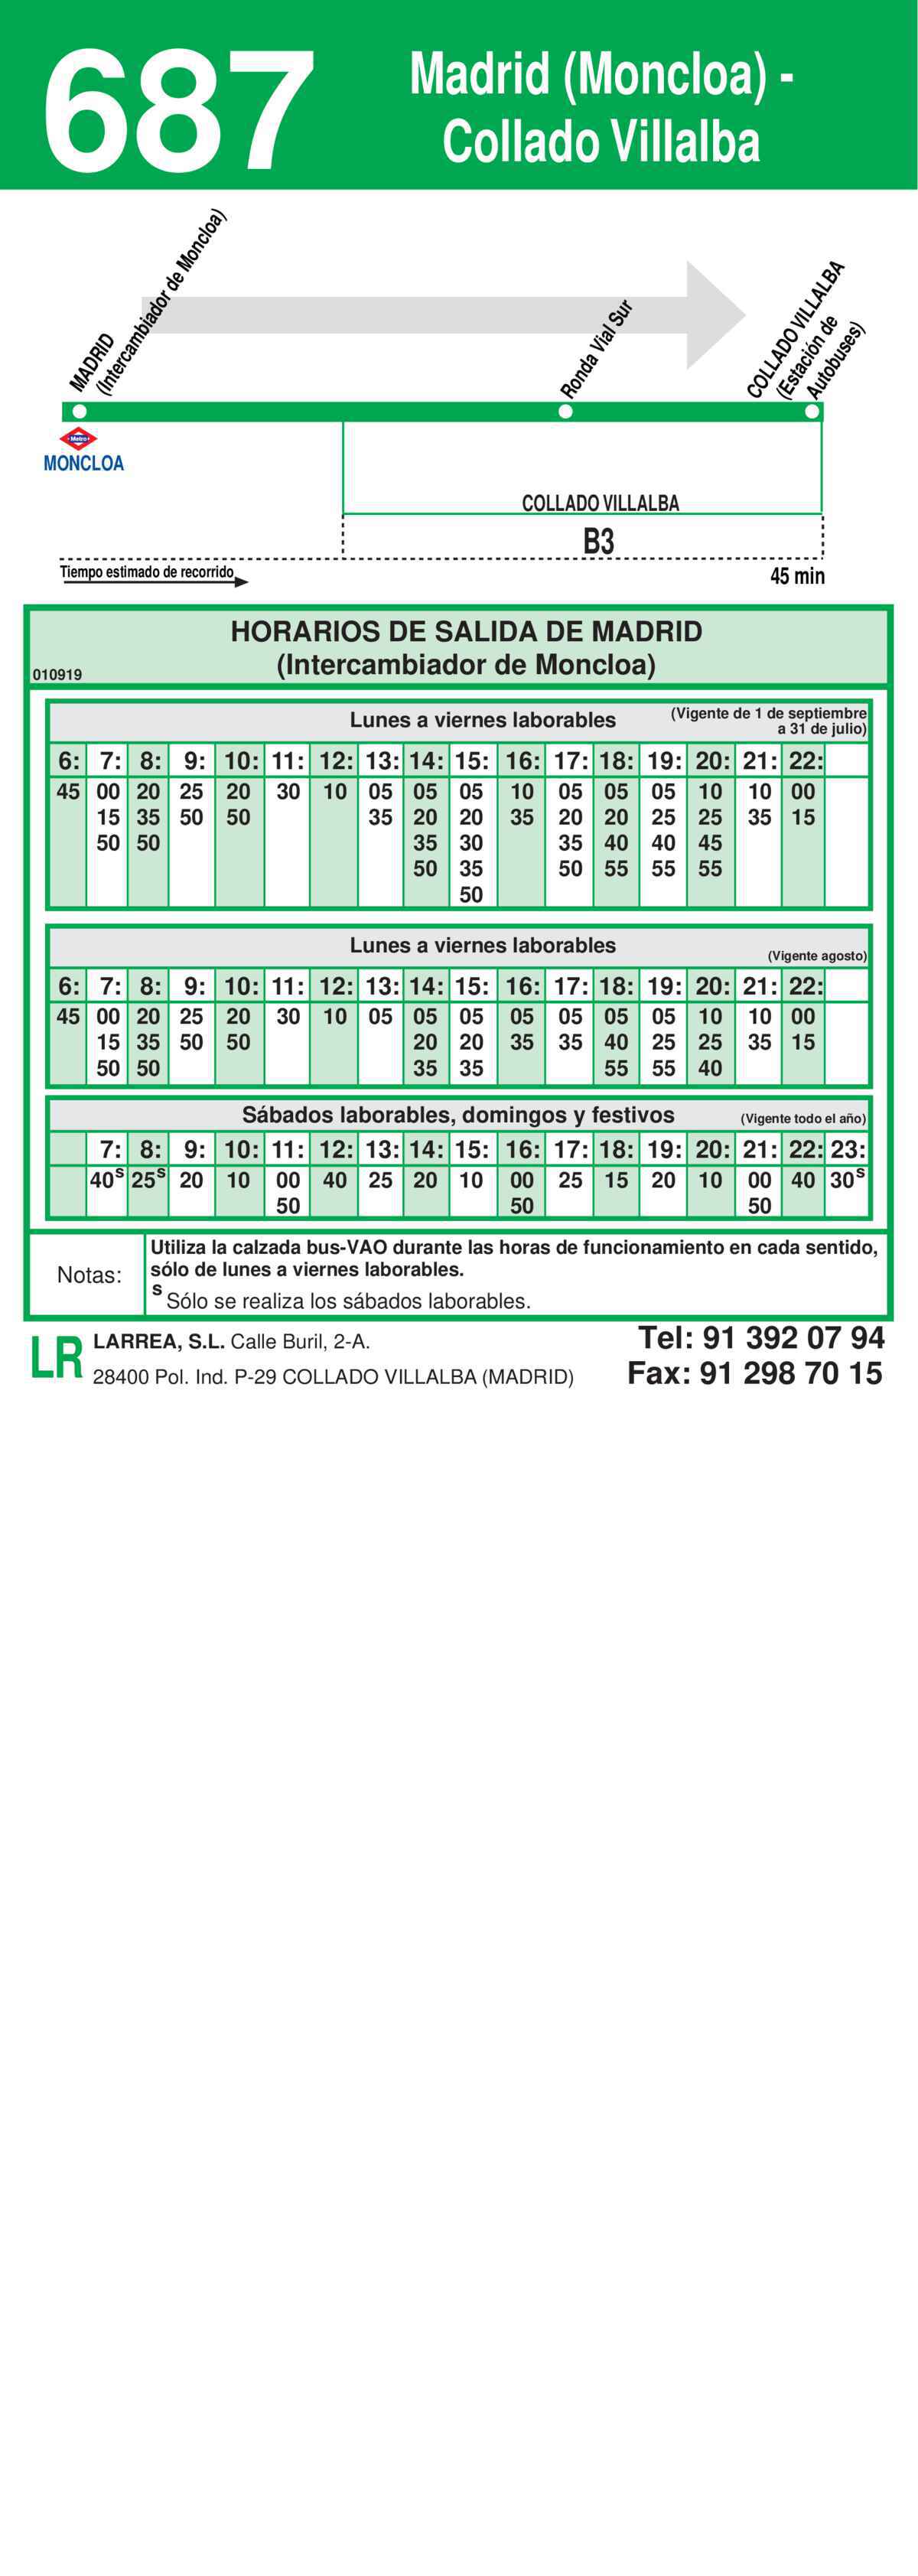 687
Madrid (Moncloa) -
Collado Villalba
MADRID
(Intercambiador de Moncloa)
Ronda Vial Sur
COLLADO VILLALBA
(Estación de
Autobuses)
Metro
MONCLOA
COLLADO VILLALBA
B3
Tiempo estimado de recorrido
45 min
HORARIOS DE SALIDA DE MADRID
(Intercambiador de Moncloa)
010919
Lunes a viernes laborables (Vigente de 1 de septiembre
a 31 de julio)
6: 7: 8: 9: 10: 11: 12: 13: 14: 15: 16: 17: 18: 19: 20: 21: 22:
45 00 20 25 20 30 10 05 05 05 10 05 05 05 10 10 00
15 35 50 50 35 20 20 35 20 20 25 25 35 15
50 50 35 30 35 40 40 45
50 35 50 55 55 55
50
Lunes a viernes laborables (Vigente agosto)
6: 7: 8: 9: 10: 11: 12: 13: 14: 15: 16: 17: 18: 19: 20: 21: 22:
45 00 20 25 20 30 10 05 05 05 05 05 05 05 10 10 00
15 35 50 50 20 20 35 35 40 25 25 35 15
50 50 35 35 55 55 40
Sábados laborables, domingos y festivos (Vigente todo el año)
7: 8: 9: 10: 11: 12: 13: 14: 15: 16: 17: 18: 19: 20: 21: 22: 23:
40s 25s 20 10 00 40 25 20 10 00 25 15 20 10 00 40 30s
50 50 50
Notas:
Utiliza la calzada bus-VAO durante las horas de funcionamiento en cada sentido,
sólo de lunes a viernes laborables.
s Sólo se realiza los sábados laborables.
LR
LARREA, S.L. Calle Buril, 2-A.
28400 Pol. Ind. P-29 COLLADO VILLALBA (MADRID)
Tel: 91 392 07 94
Fax: 91 298 70 15